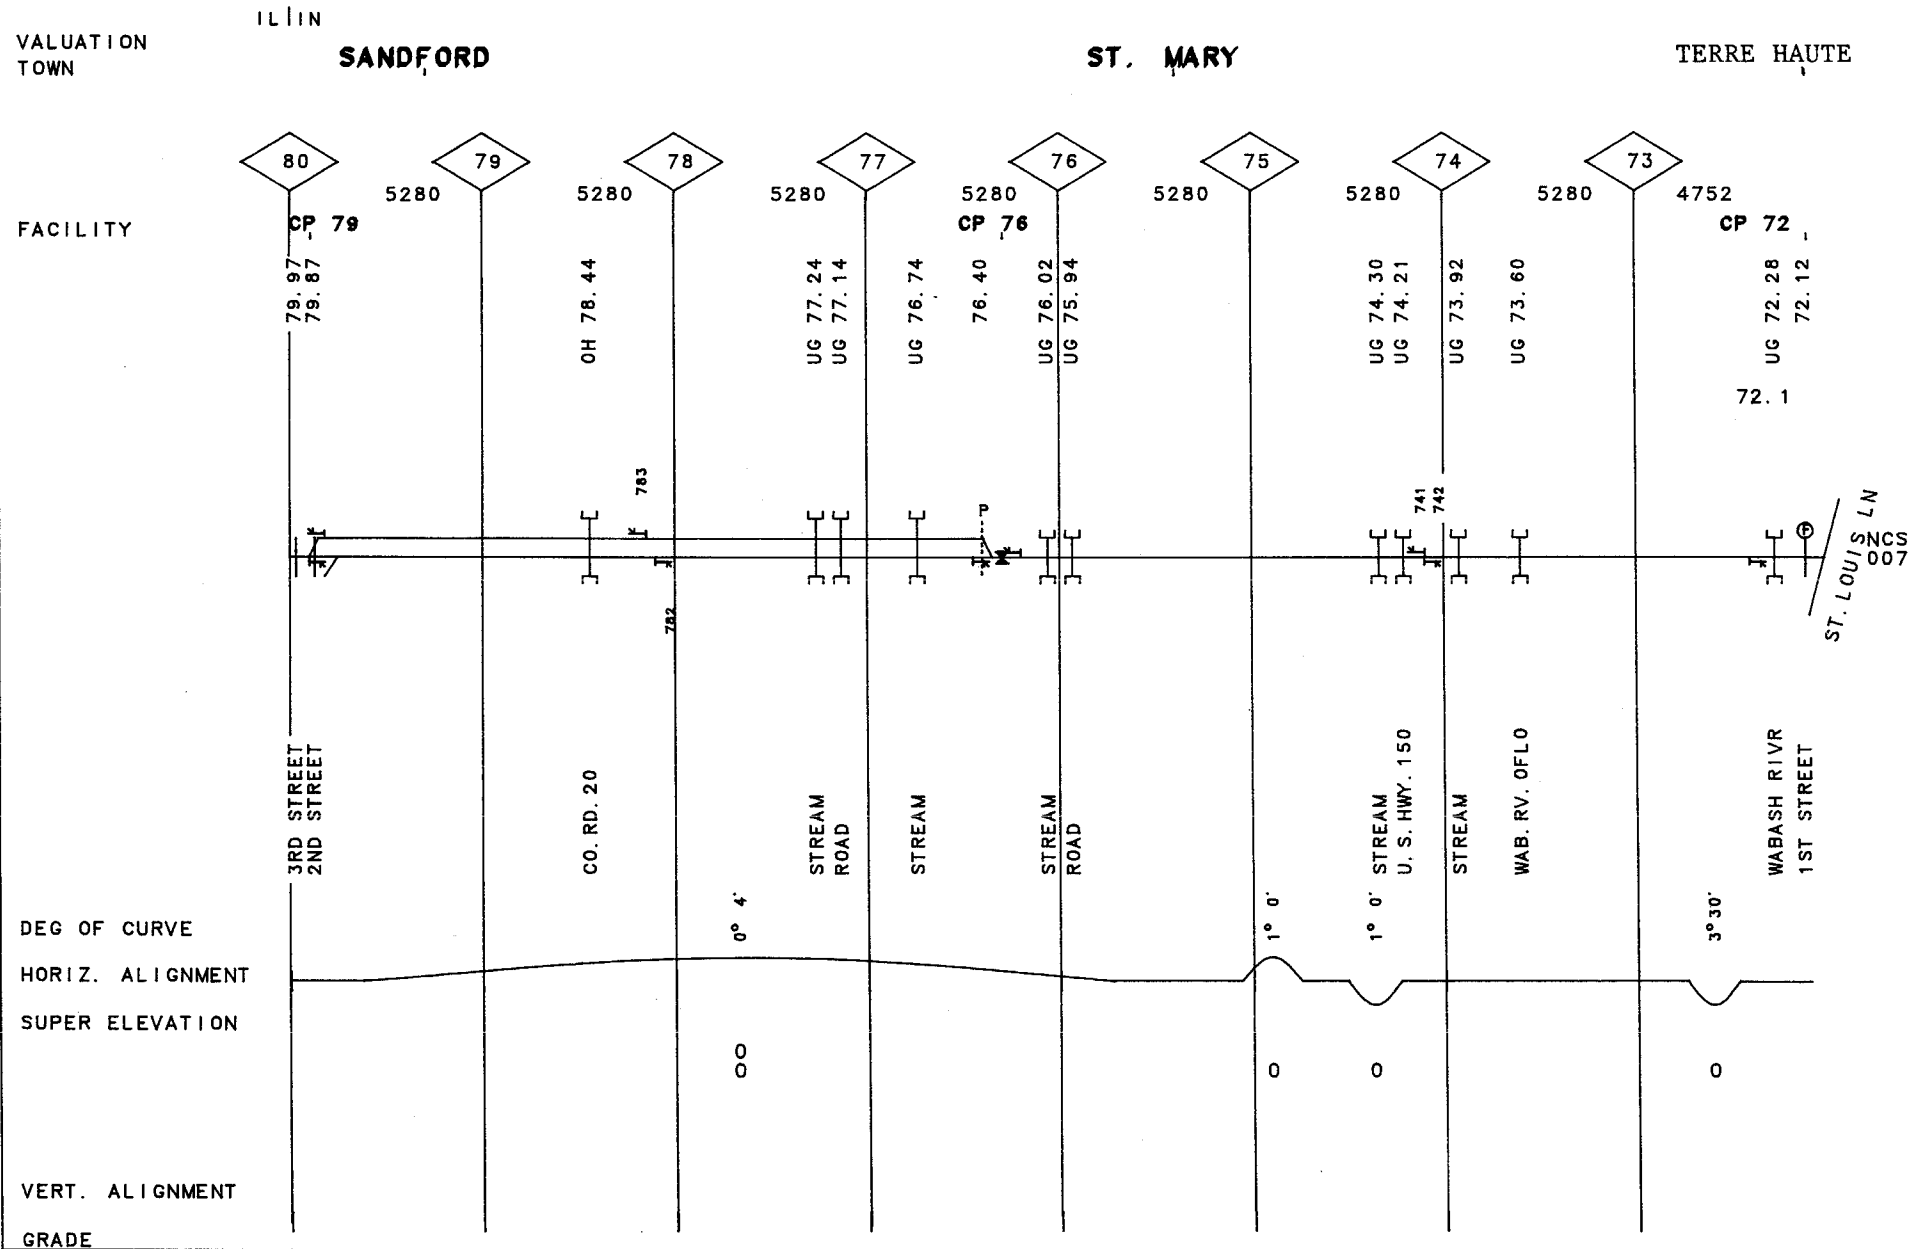 IL|IN
VALUATION
TOWN
SANDFORD
ST. MARY
TERRE HAUTE
80
79
78
77
76
75
74
73
5280
5280
5280
5280
5280
5280
5280
4752
FACILITY
CP 79
CP 76
CP 72
79.97
79.87
OH 78.44
UG 77.24
UG 77.14
UG 76.74
76.40
UG 76.02
UG 75.94
UG 74.30
UG 74.21
UG 73.92
UG 73.60
UG 72.28
72.12
72.1
783
782
P
741
742
ST. LOUIS LN
NCS
007
3RD STREET
2ND STREET
CO. RD. 20
STREAM
ROAD
STREAM
STREAM
ROAD
STREAM
U. S. HWY. 150
STREAM
WAB. RV. OFLO
WABASH RIVR
1ST STREET
DEG OF CURVE
0° 4'
1° 0'
1° 0'
3° 30'
HORIZ. ALIGNMENT
SUPER ELEVATION
0
0
0
0
0
VERT. ALIGNMENT
GRADE